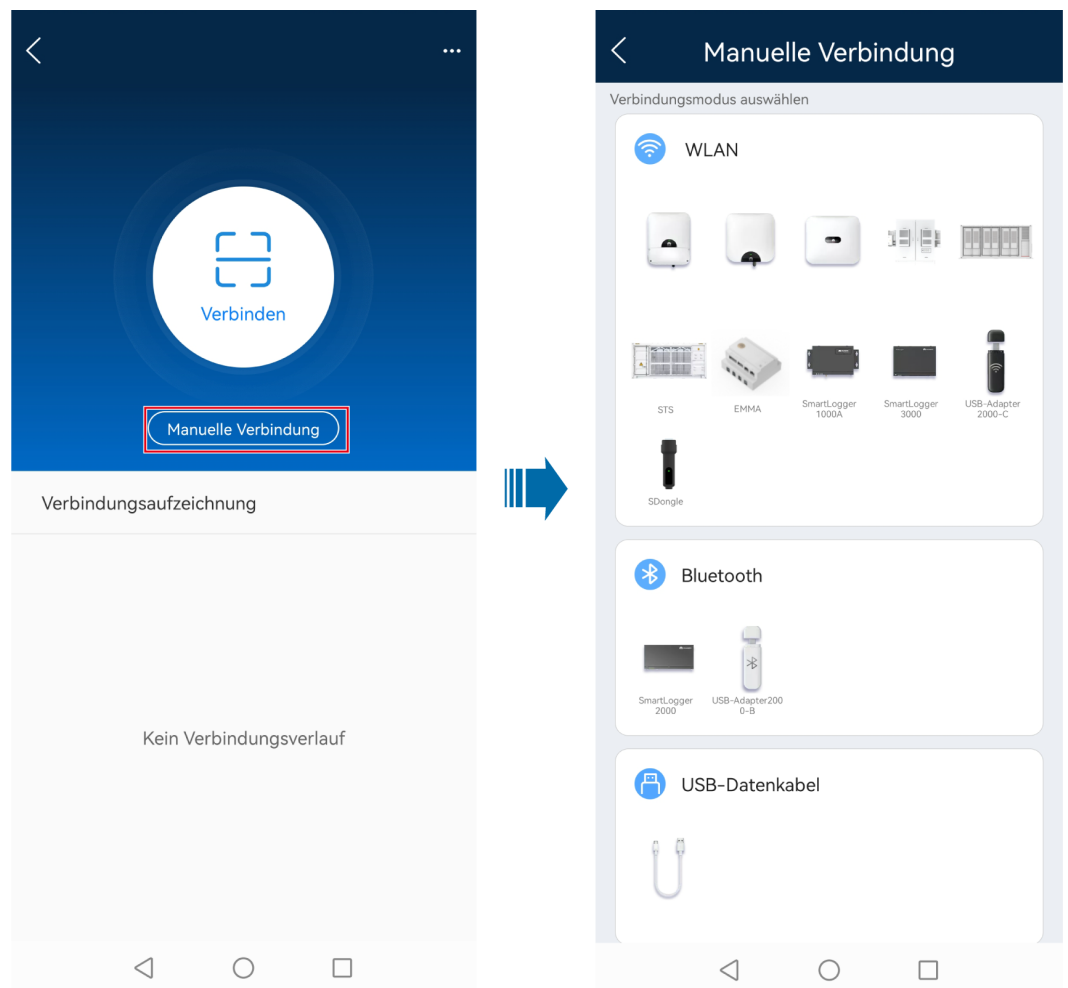 Verbinden
Manuelle Verbindung
Verbindungsaufzeichnung
Kein Verbindungsverlauf
Manuelle Verbindung
Verbindungsmodus auswählen
WLAN
STS
EMMA
SmartLogger
1000A
SmartLogger
3000
USB-Adapter
2000-C
SDongle
Bluetooth
SmartLogger
2000
USB-Adapter200
0-B
USB-Datenkabel